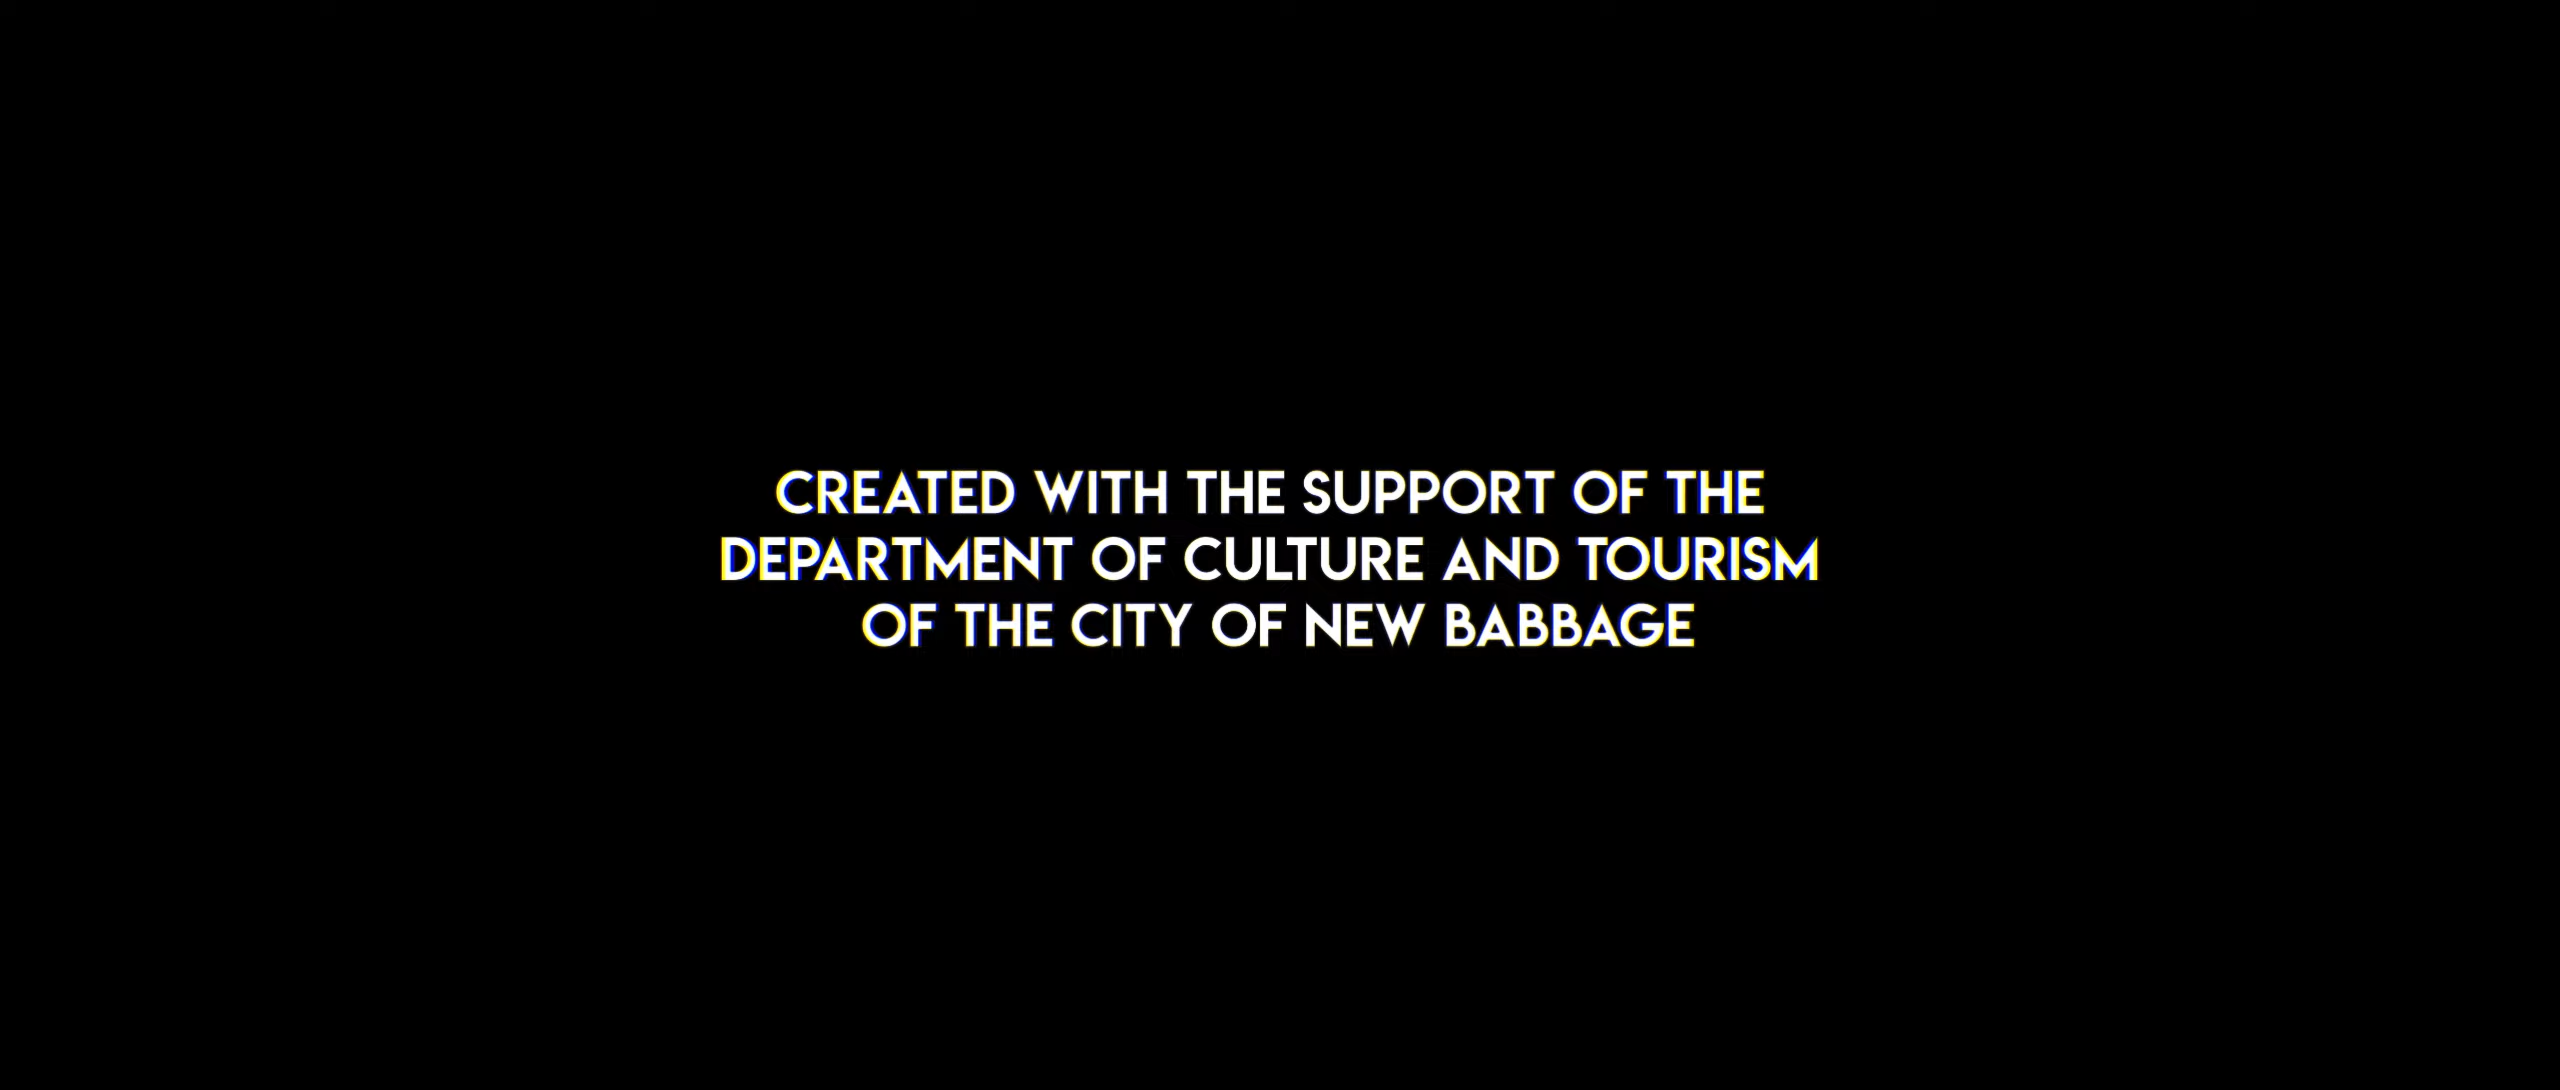 CREATED WITH THE SUPPORT OF THE
DEPARTMENT OF CULTURE AND TOURISM
OF THE CITY OF NEW BABBAGE